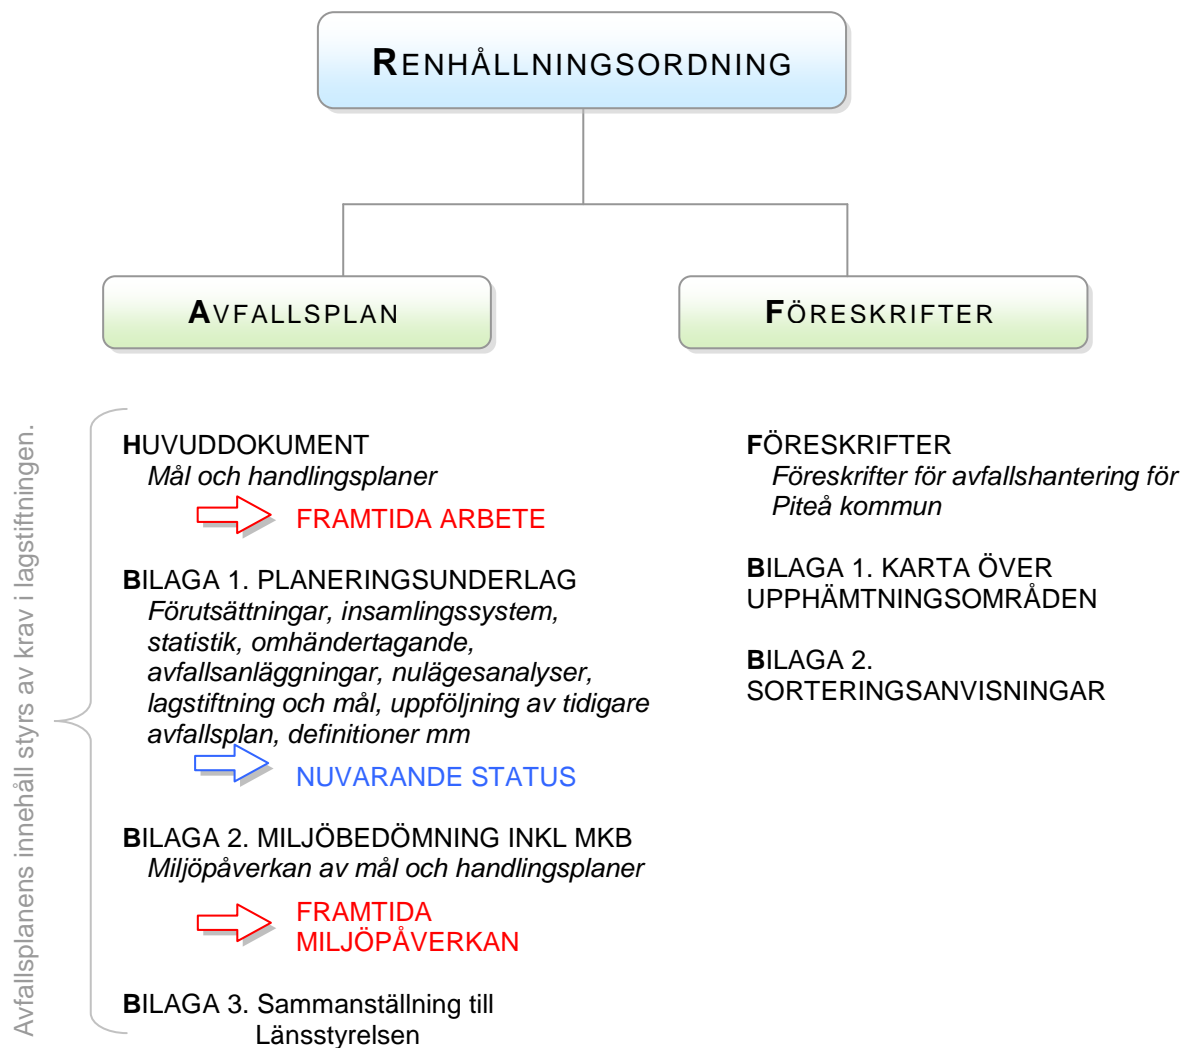 RENHÅLLNINGSORDNING
AVFALLSPLAN
FÖRESKRIFTER
Avfallsplanens innehåll styrs av krav i lagstiftningen.
HUVUDDOKUMENT
Mål och handlingsplaner
FRAMTIDA ARBETE
BILAGA 1. PLANERINGSUNDERLAG
Förutsättningar, insamlingssystem,
statistik, omhändertagande,
avfallsanläggningar, nulägesanalyser,
lagstiftning och mål, uppföljning av tidigare
avfallsplan, definitioner mm
NUVARANDE STATUS
BILAGA 2. MILJÖBEDÖMNING INKL MKB
Miljöpåverkan av mål och handlingsplaner
FRAMTIDA
MILJÖPÅVERKAN
BILAGA 3. Sammanställning till
Länsstyrelsen
FÖRESKRIFTER
Föreskrifter för avfallshantering för
Piteå kommun
BILAGA 1. KARTA ÖVER
UPPHÄMTNINGSOMRÅDEN
BILAGA 2.
SORTERINGSANVISNINGAR